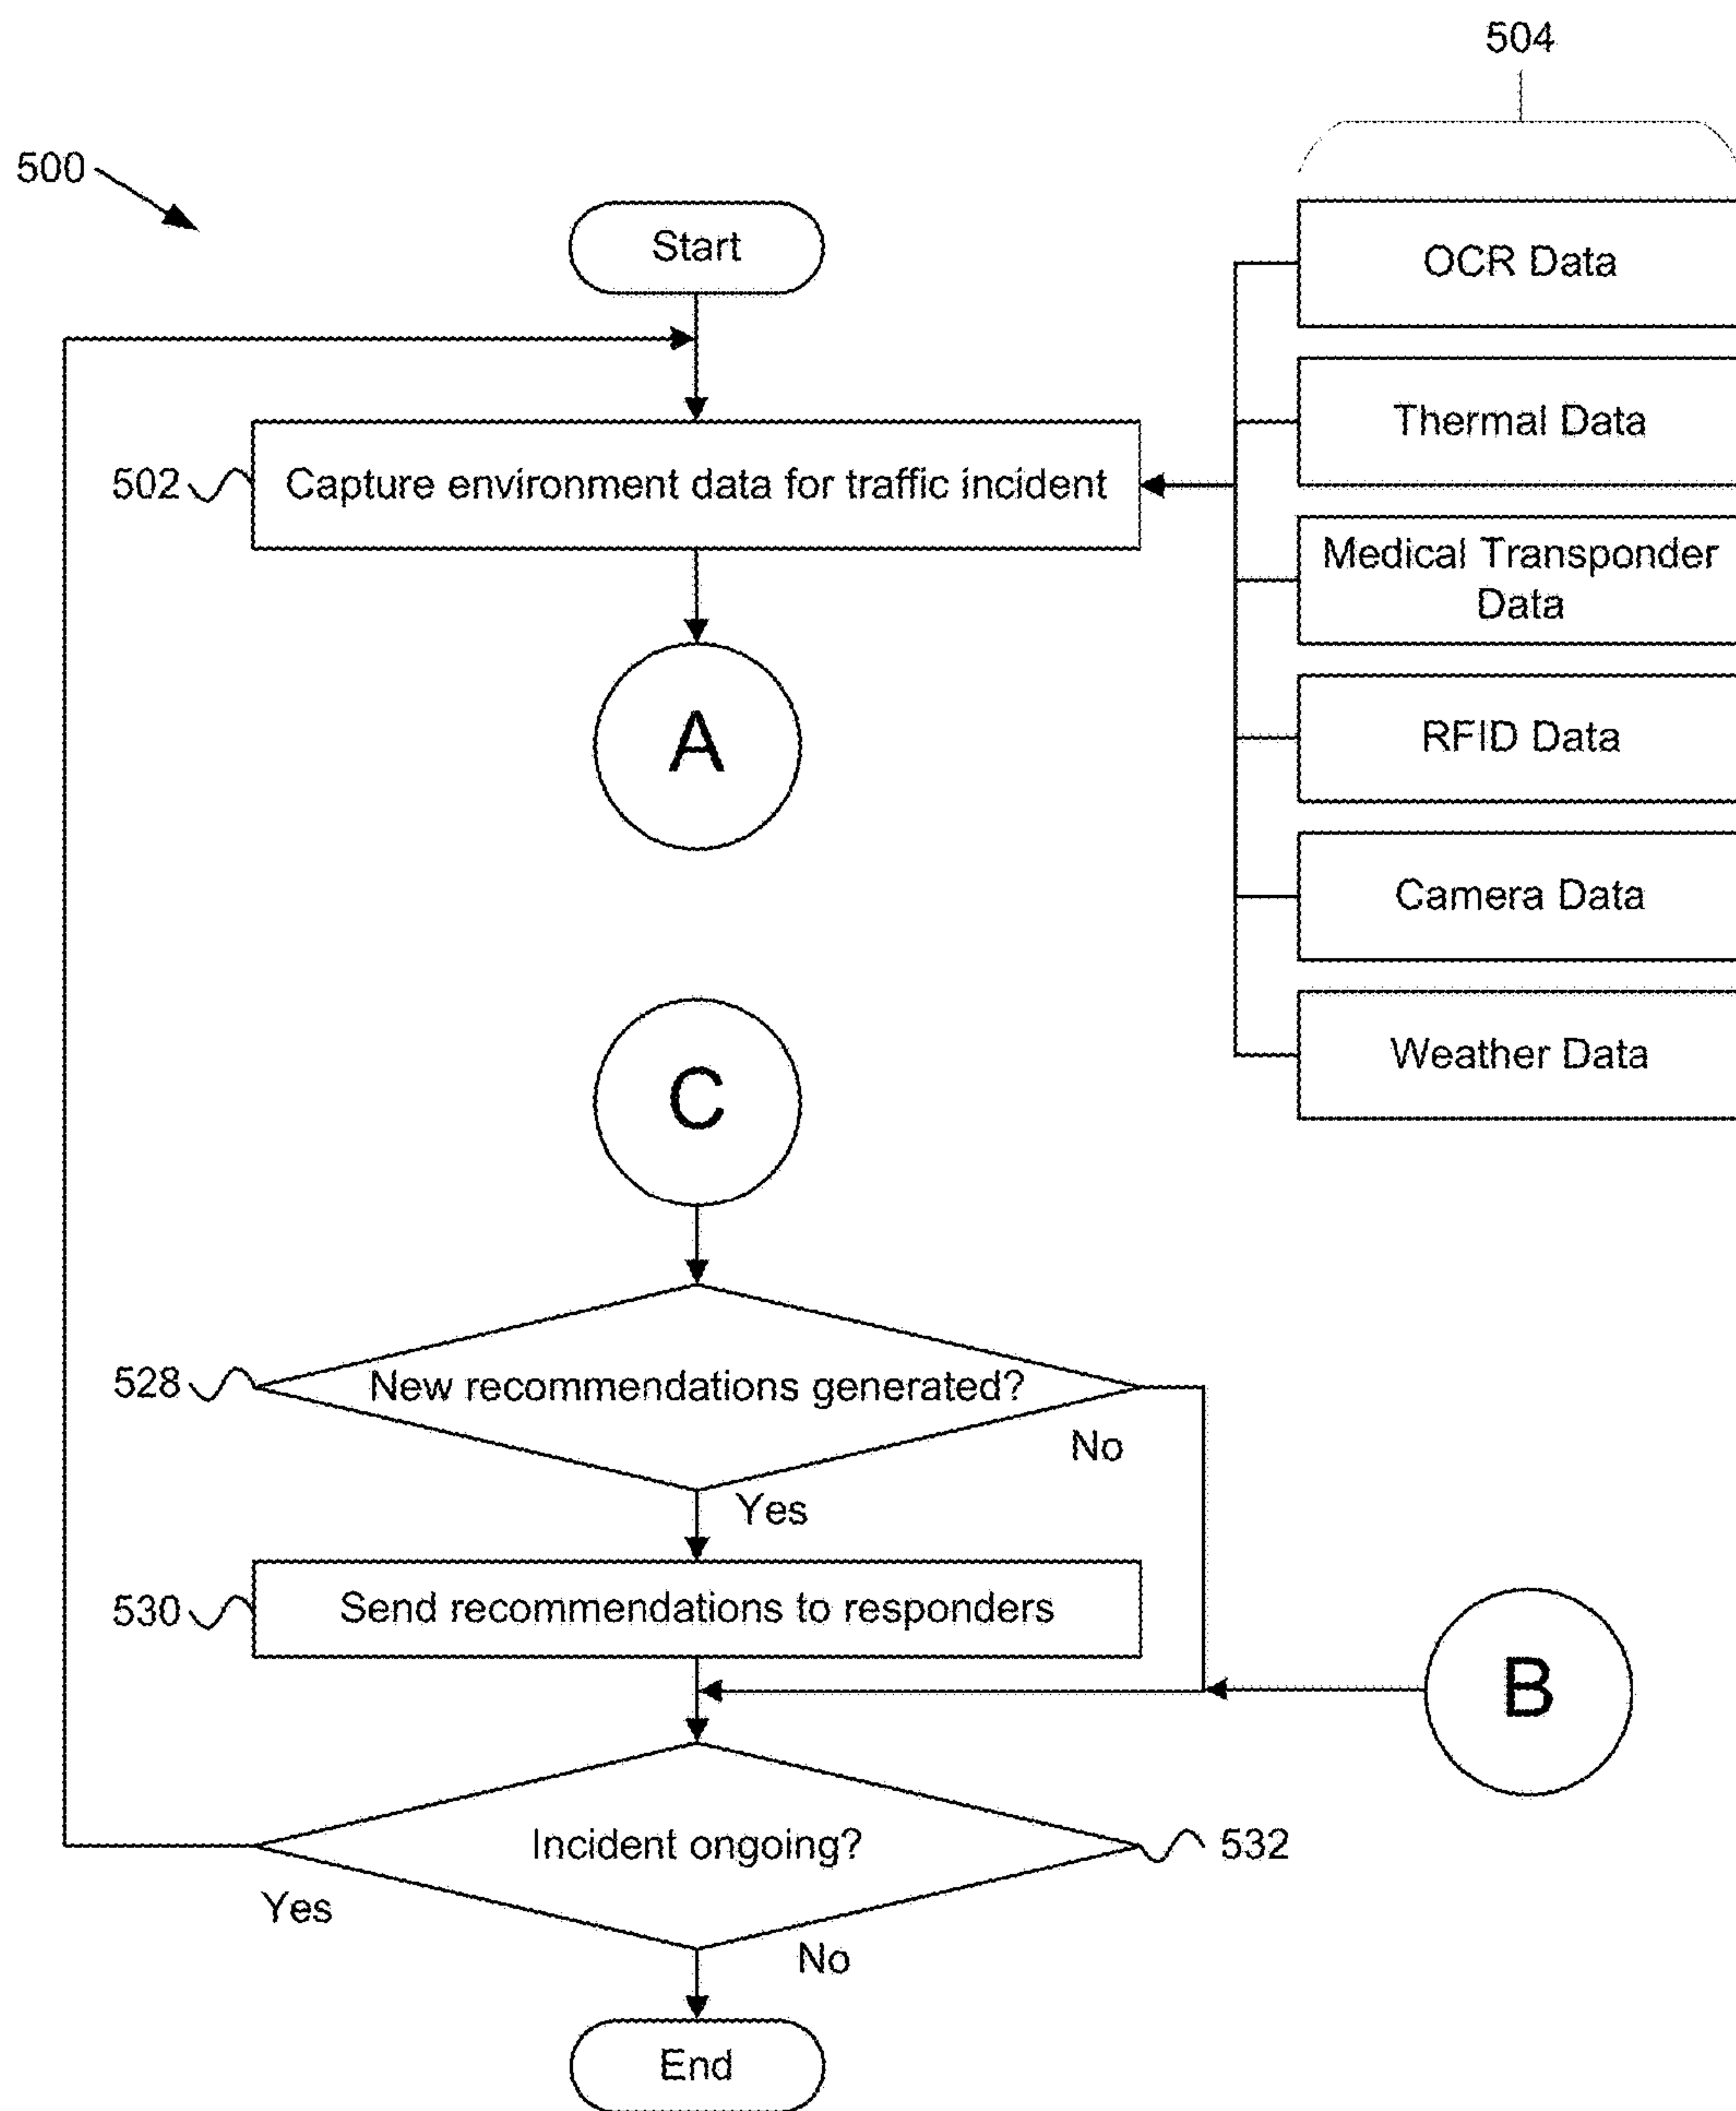 504
500
Start
OCR Data
Thermal Data
502
Capture environment data for traffic incident
Medical Transponder
Data
A
RFID Data
Camera Data
C
Weather Data
528
New recommendations generated?
No
Yes
530
Send recommendations to responders
B
Incident ongoing?
532
Yes
No
End